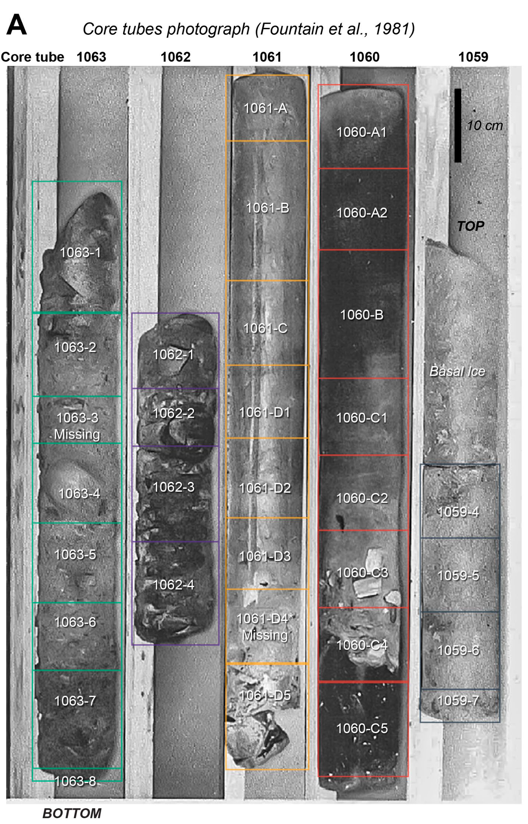 A
Core tubes photograph (Fountain et al., 1981)
Core tube 1063 1062 1061 1060 1059
10 cm
TOP
Basal Ice
1059-4
1059-5
1059-6
1059-7
1060-A1
1060-A2
1060-B
1060-C1
1060-C2
1060-C3
1060-C4
1060-C5
1061-A
1061-B
1061-C
1061-D1
1061-D2
1061-D3
1061-D4
Missing
1061-D5
1062-1
1062-2
1062-3
1062-4
1063-1
1063-2
1063-3
Missing
1063-4
1063-5
1063-6
1063-7
1063-8
BOTTOM